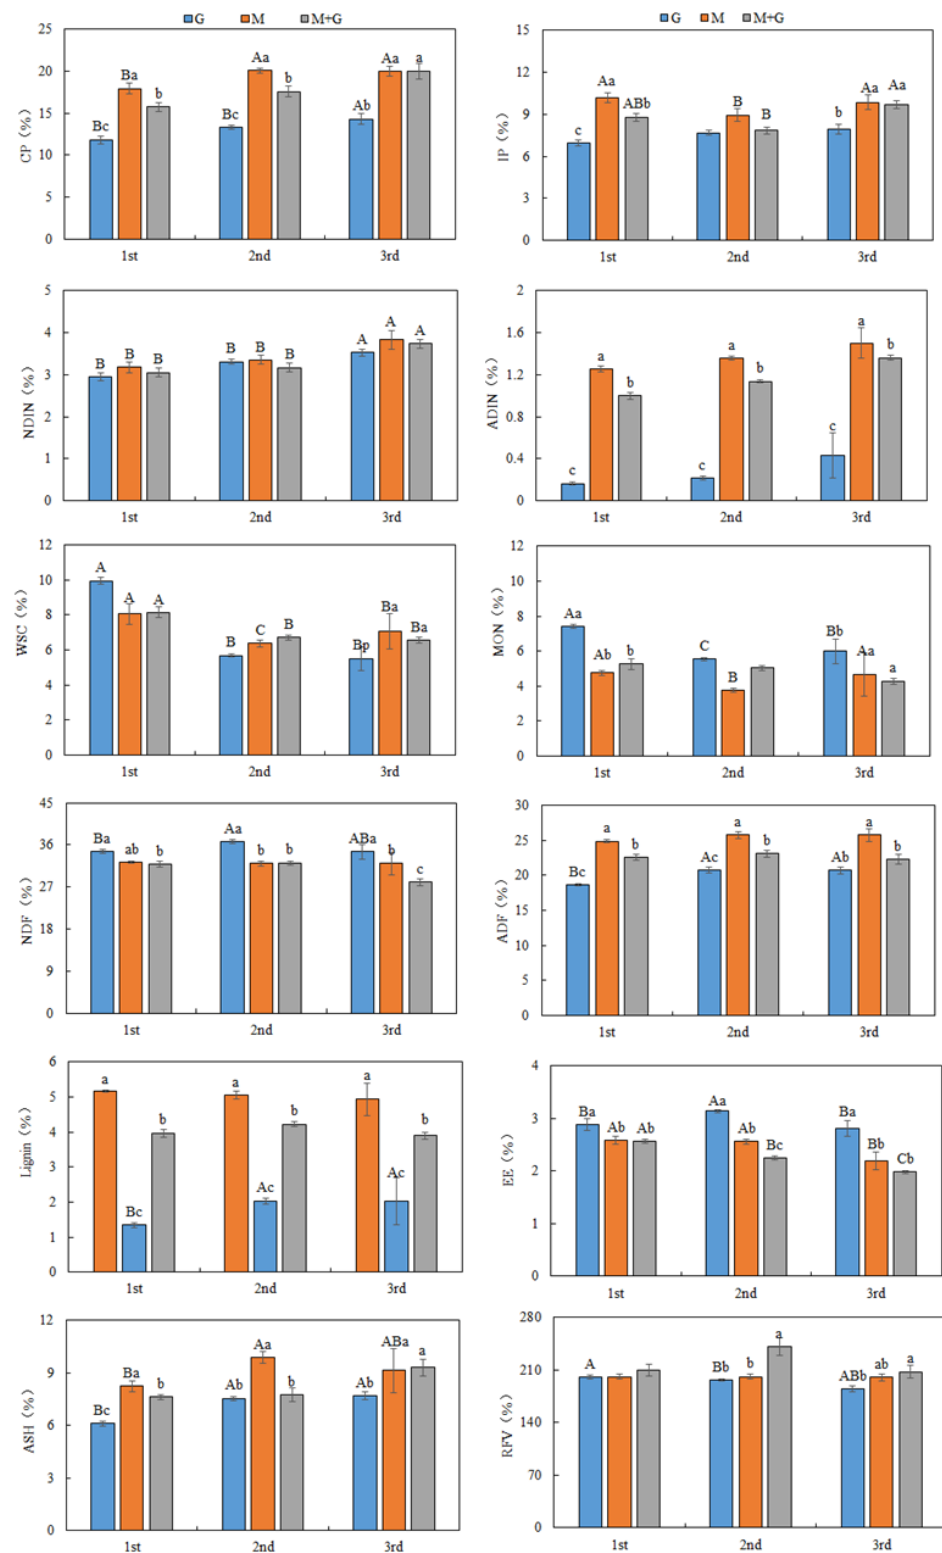 G M M+G
CP（%）
25
20
15
10
5
0
Bc Ba b
Bc Aa b
Ab Aa a
1st 2nd 3rd
G M M+G
IP（%）
15
12
9
6
3
0
c Aa ABb
B B
b Aa Aa
1st 2nd 3rd
NDIN（%）
5
4
3
2
1
0
B B B
B B B
A A A
1st 2nd 3rd
ADIN（%）
2
1.6
1.2
0.8
0.4
0
c a b
c a b
c a b
1st 2nd 3rd
WSC（%）
12
10
8
6
4
2
0
A A A
B C B
Bp Ba Ba
1st 2nd 3rd
MON（%）
12
10
8
6
4
2
0
Aa Ab b
C B
Bb Aa a
1st 2nd 3rd
NDF（%）
45
36
27
18
9
0
Ba ab b
Aa b b
ABa b c
1st 2nd 3rd
ADF（%）
30
25
20
15
10
5
0
Bc a b
Ac a b
Ab a b
1st 2nd 3rd
Lignin（%）
6
5
4
3
2
1
0
a Bc b
a Ac b
a Ac b
1st 2nd 3rd
EE（%）
4
3
2
1
0
Ba Ab Ab
Aa Ab Bc
Ba Bb Cb
1st 2nd 3rd
ASH（%）
12
9
6
3
0
Bc Ba b
Ab Aa b
Ab ABa a
1st 2nd 3rd
RFV（%）
280
210
140
70
0
A
Bb b a
ABb ab a
1st 2nd 3rd